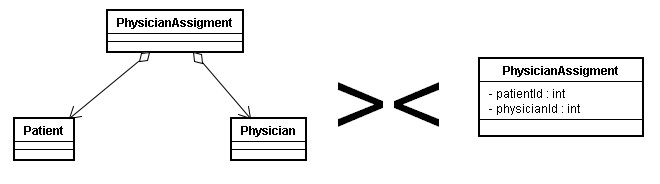 PhysicianAssigment
Patient
Physician
><
PhysicianAssigment
- patientId : int
- physicianId : int